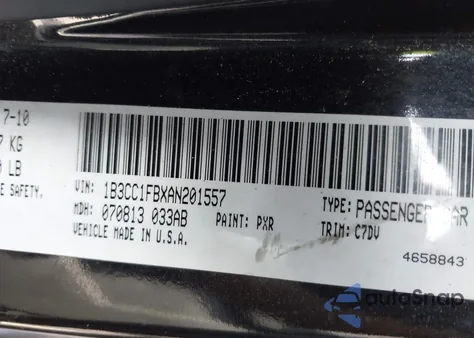 7-10
KG
LB
SAFETY.
VIN: 1B3CC1FBXAN201557
TYPE: PASSENGER CAR
MDH: 070813 033AB
PAINT: PXR
TRIM: C7DV
VEHICLE MADE IN U.S.A.
4658843
autoSnap